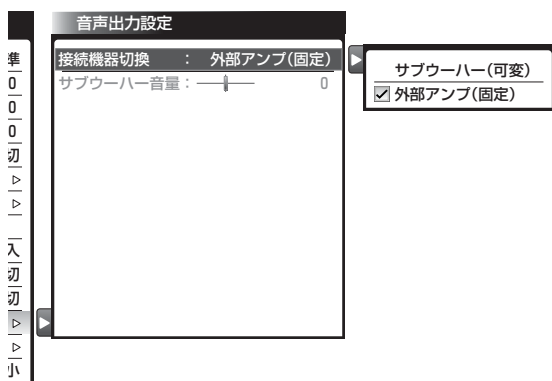 音声出力設定
接続機器切換 : 外部アンプ(固定)
サブウーハー音量 : 0
サブウーハー(可変)
外部アンプ(固定)
準
0
0
0
切
入
切
切
小